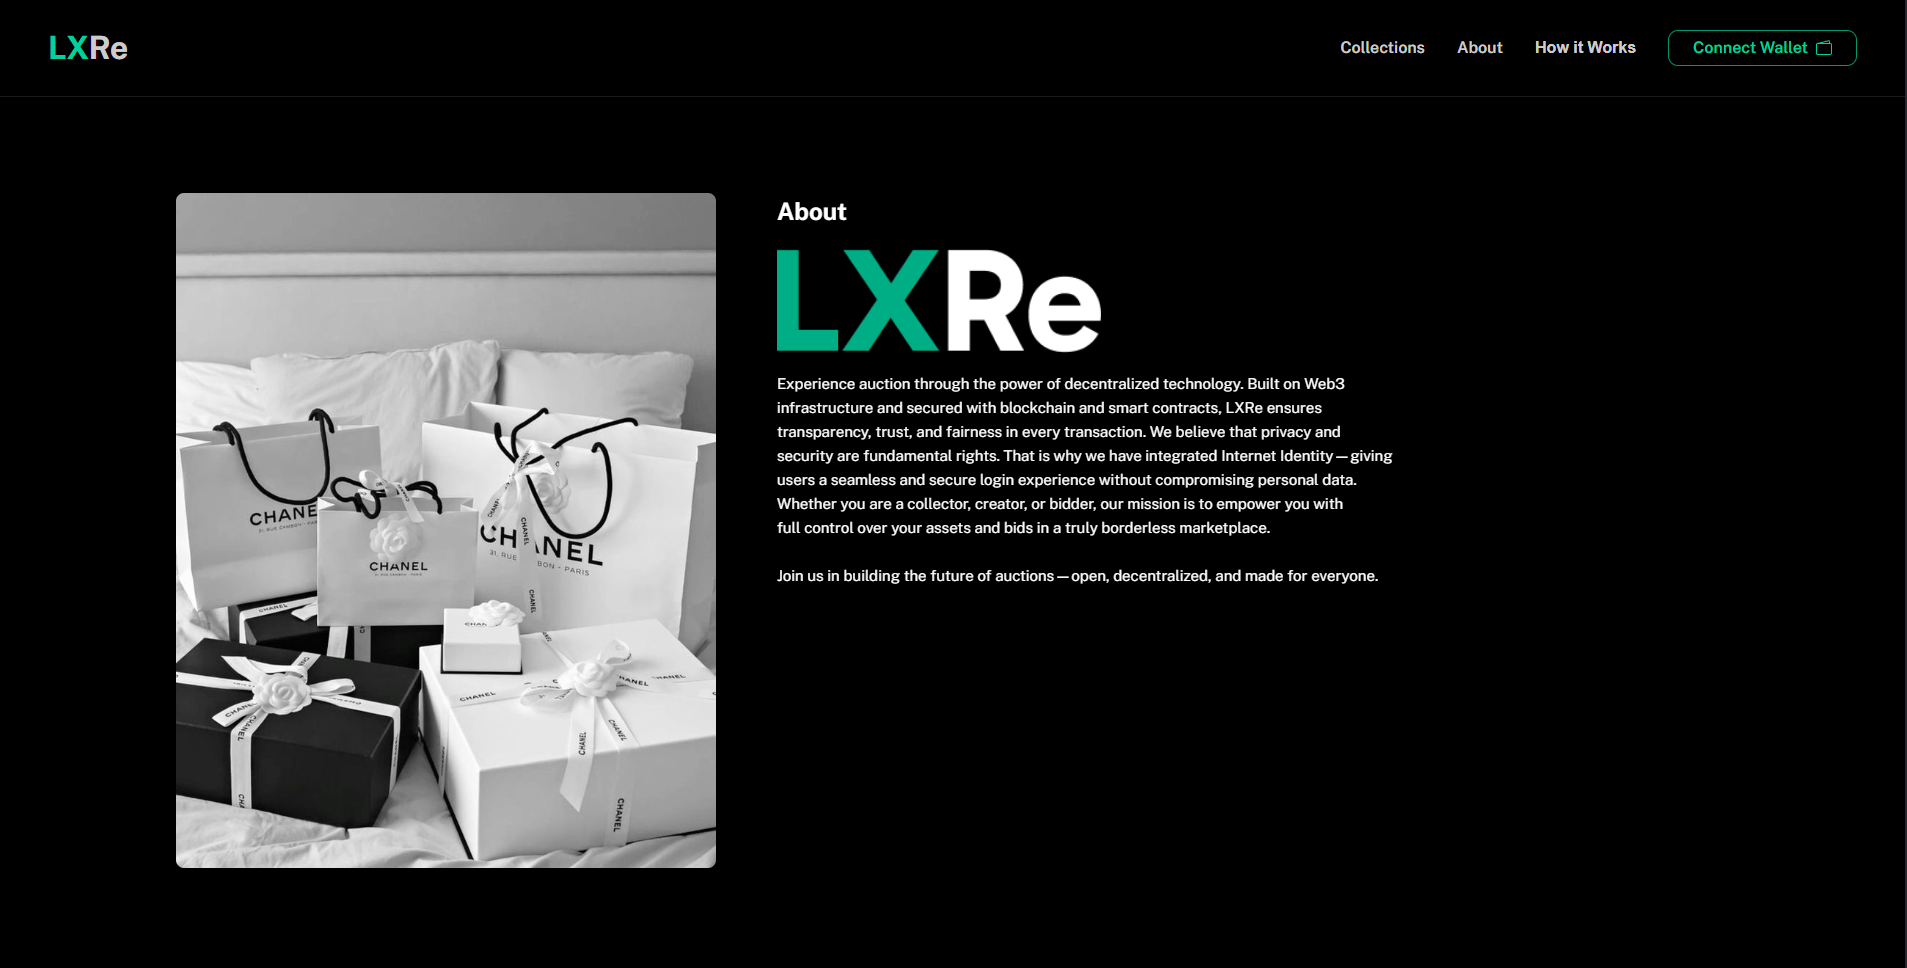 LXRe
Collections
About
How it Works
Connect Wallet
About
LXRe
Experience auction through the power of decentralized technology. Built on Web3
infrastructure and secured with blockchain and smart contracts, LXRe ensures
transparency, trust, and fairness in every transaction. We believe that privacy and
security are fundamental rights. That is why we have integrated Internet Identity—giving
users a seamless and secure login experience without compromising personal data.
Whether you are a collector, creator, or bidder, our mission is to empower you with
full control over your assets and bids in a truly borderless marketplace.
Join us in building the future of auctions—open, decentralized, and made for everyone.
CHANE
CHANEL
CH
NEL
31, RUE
BON - PARIS
CHANEL
CHANEL
CHANEL
CHANEL
CHANEL
CHANEL
CHANEL
CHANEL